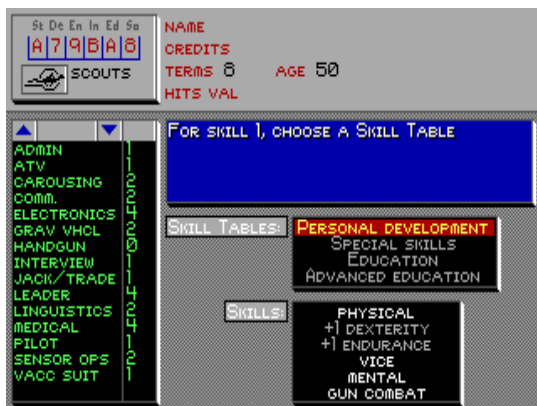 St De En In Ed So
A 7 9 B A 8
SCOUTS
NAME
CREDITS
TERMS 8 AGE 50
HITS VAL
ADMIN 1
ATV 1
CAROUSING 2
COMM. 2
ELECTRONICS 4
GRAV VHCL 2
HANDGUN 0
INTERVIEW 1
JACK/TRADE 1
LEADER 4
LINGUISTICS 2
MEDICAL 4
PILOT 1
SENSOR OPS 2
VACC SUIT 1
FOR SKILL 1, CHOOSE A SKILL TABLE
SKILL TABLES:
PERSONAL DEVELOPMENT
SPECIAL SKILLS
EDUCATION
ADVANCED EDUCATION
SKILLS:
PHYSICAL
+1 DEXTERITY
+1 ENDURANCE
VICE
MENTAL
GUN COMBAT